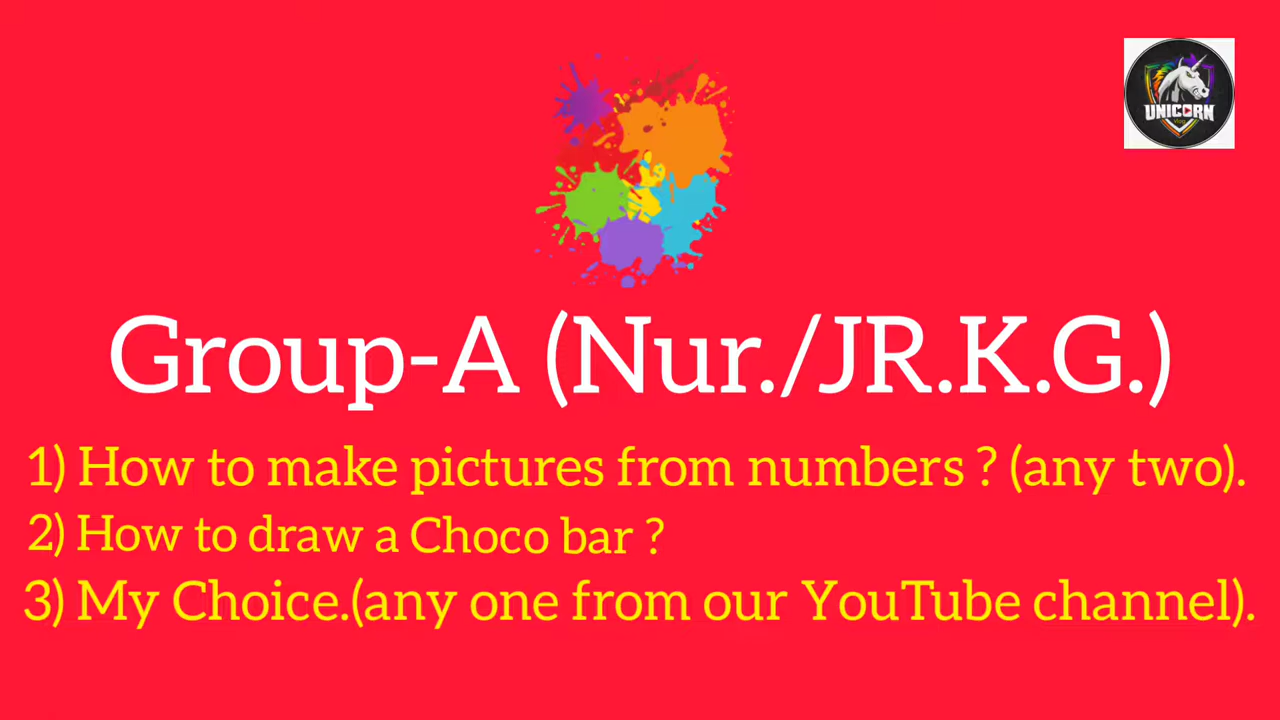 UNICORN
Vlog
Group-A (Nur./JR.K.G.)
1) How to make pictures from numbers ? (any two).
2) How to draw a Choco bar ?
3) My Choice.(any one from our YouTube channel).